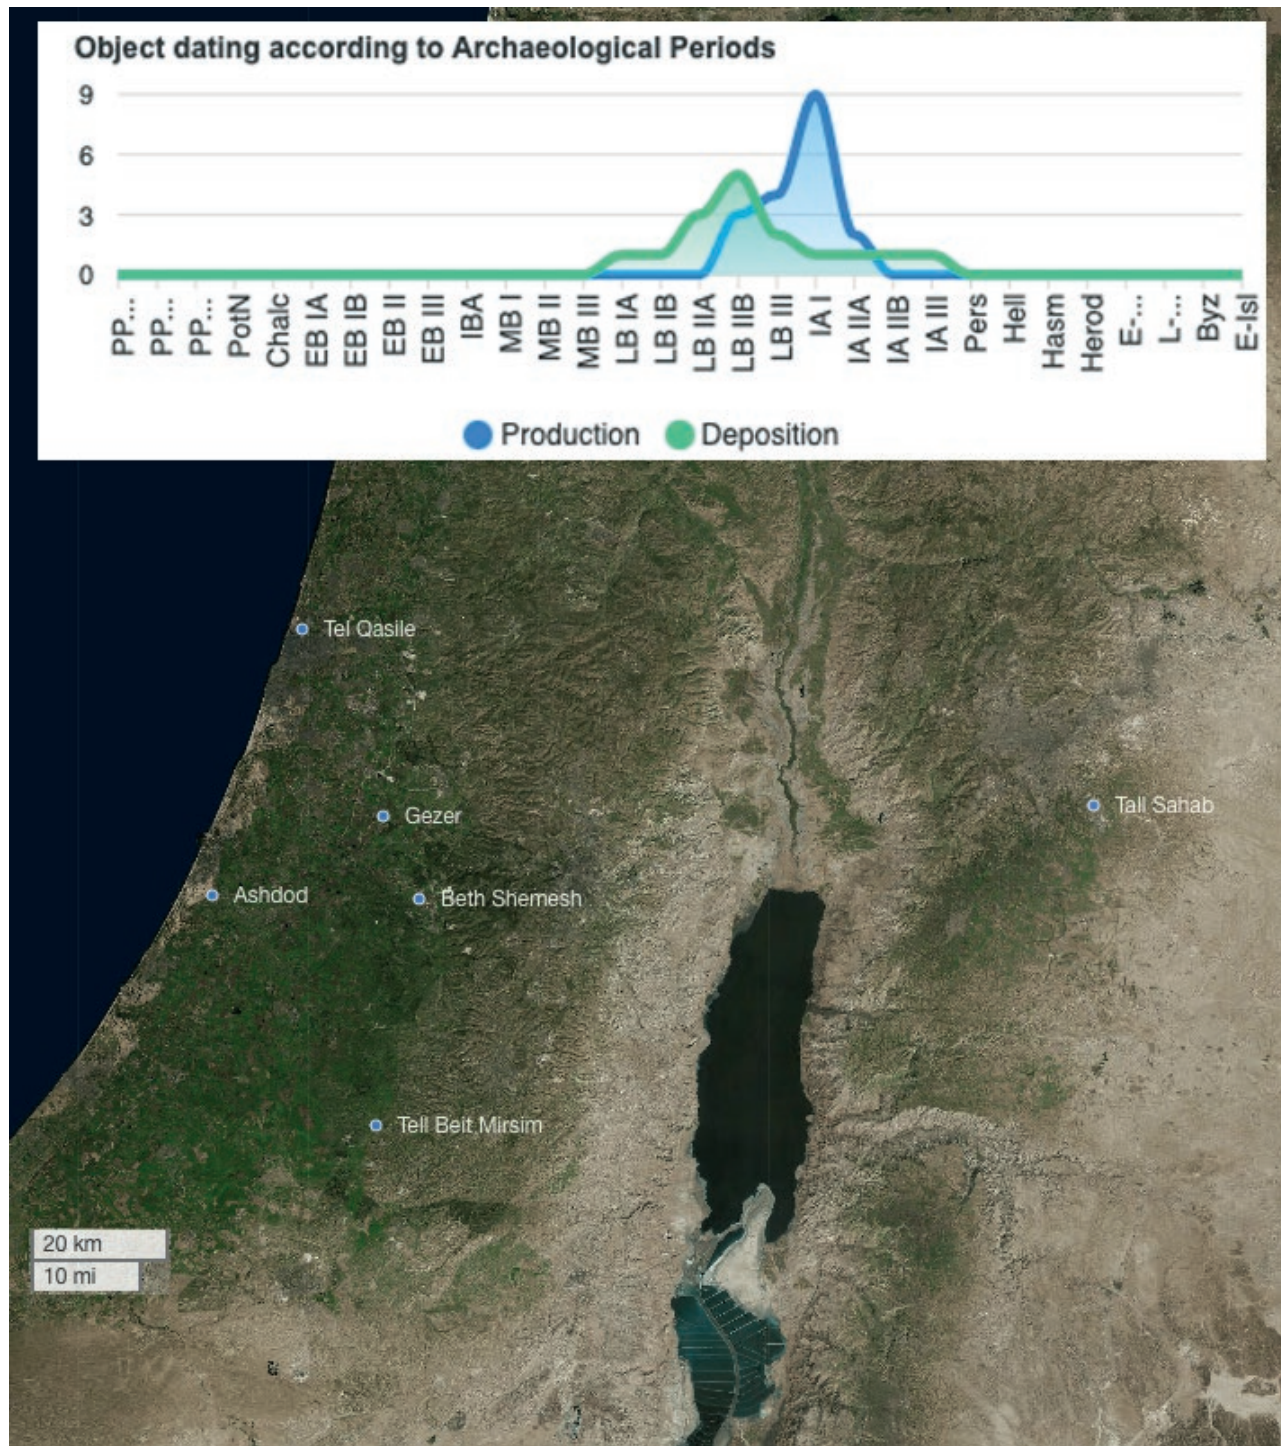 Object dating according to Archaeological Periods
9
6
3
0
PP...
PP...
PP...
PotN
Chalc
EB IA
EB IB
EB II
EB III
IBA
MB I
MB II
MB III
LB IA
LB IB
LB IIA
LB IIB
LB III
IA I
IA IIA
IA IIB
IA III
Pers
Hell
Hasm
Herod
E-...
L-...
Byz
E-Isl
Production Deposition
Tel Qasile
Gezer
Tall Sahab
Ashdod
Beth Shemesh
Tell Beit Mirsim
20 km
10 mi